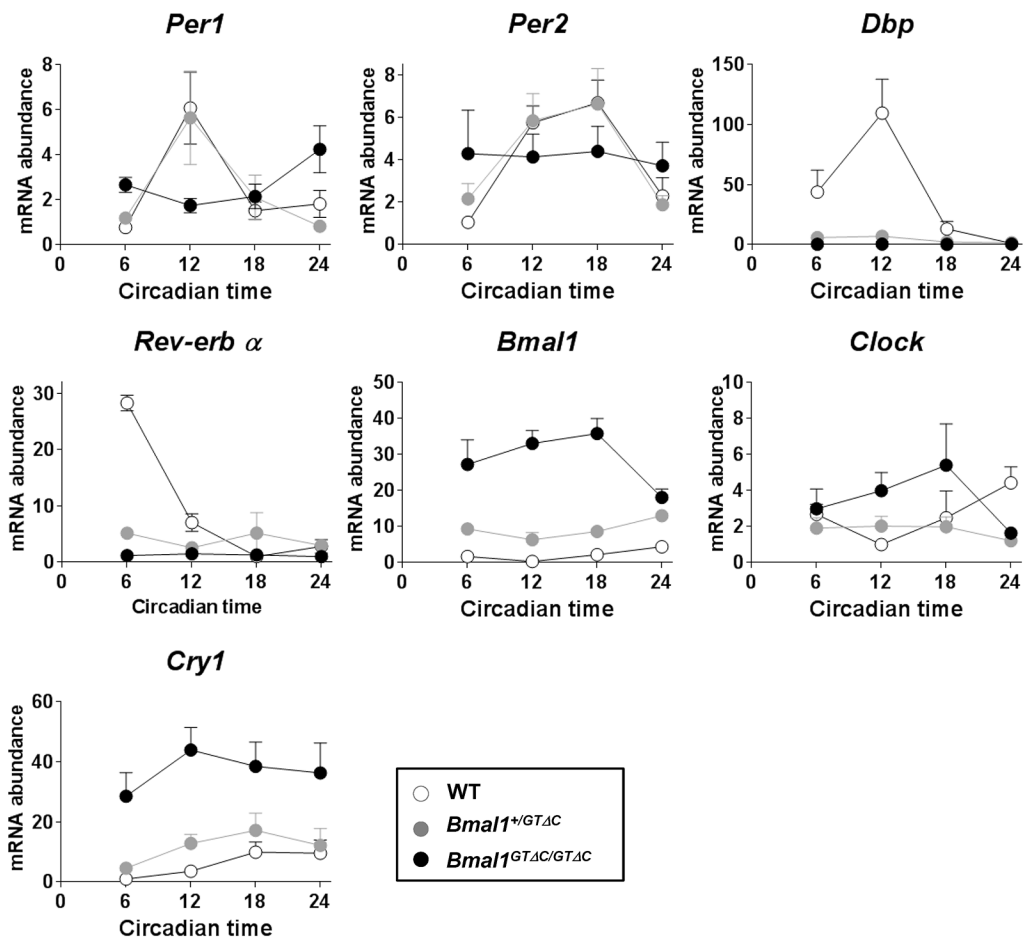 Per1
mRNA abundance
8
6
4
2
0
0 6 12 18 24
Circadian time
Per2
mRNA abundance
8
6
4
2
0
0 6 12 18 24
Circadian time
Dbp
mRNA abundance
150
100
50
0
0 6 12 18 24
Circadian time
Rev-erb α
mRNA abundance
30
20
10
0
0 6 12 18 24
Circadian time
Bmal1
mRNA abundance
50
40
30
20
10
0
0 6 12 18 24
Circadian time
Clock
mRNA abundance
10
8
6
4
2
0
0 6 12 18 24
Circadian time
Cry1
mRNA abundance
60
40
20
0
0 6 12 18 24
Circadian time
WT
Bmal1+/GTΔC
Bmal1GTΔC/GTΔC